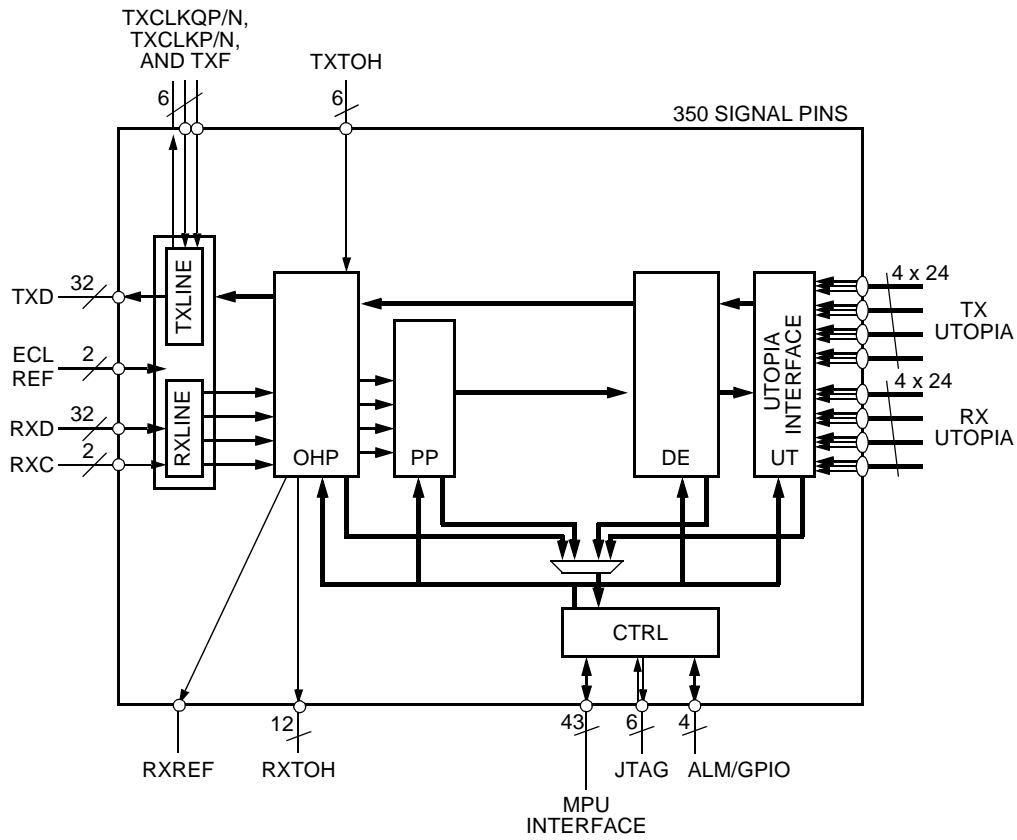 TXCLKQP/N,
TXCLKP/N,
AND TXF
TXTOH
6
6
350 SIGNAL PINS
TXD
32
TXLINE
ECL
REF
2
RXD
32
RXC
2
RXLINE
OHP
PP
DE
UTOPIA
INTERFACE
UT
4 x 24
TX
UTOPIA
4 x 24
RX
UTOPIA
CTRL
12
43
6
4
RXREF
RXTOH
JTAG
ALM/GPIO
MPU
INTERFACE